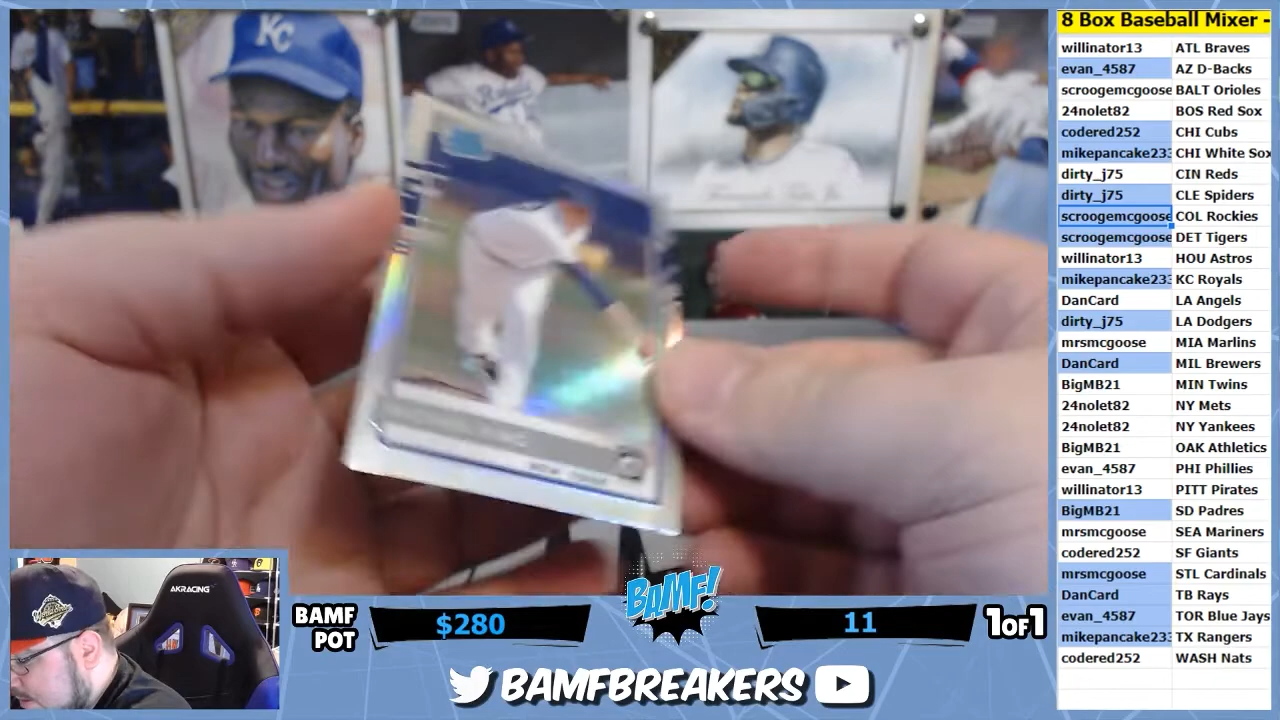 KC
8 Box Baseball Mixer -
willinator13 ATL Braves
evan_4587 AZ D-Backs
scroogemcgoose BALT Orioles
24nolet82 BOS Red Sox
codered252 CHI Cubs
mikepancake233 CHI White Sox
dirty_j75 CIN Reds
dirty_j75 CLE Spiders
scroogemcgoose COL Rockies
scroogemcgoose DET Tigers
willinator13 HOU Astros
mikepancake233 KC Royals
DanCard LA Angels
dirty_j75 LA Dodgers
mrsmcgoose MIA Marlins
DanCard MIL Brewers
BigMB21 MIN Twins
24nolet82 NY Mets
24nolet82 NY Yankees
BigMB21 OAK Athletics
evan_4587 PHI Phillies
willinator13 PITT Pirates
BigMB21 SD Padres
mrsmcgoose SEA Mariners
codered252 SF Giants
mrsmcgoose STL Cardinals
DanCard TB Rays
evan_4587 TOR Blue Jays
mikepancake233 TX Rangers
codered252 WASH Nats
AKRACING
BAMF POT $280
BAMF!
11 1OF1
BAMFBREAKERS